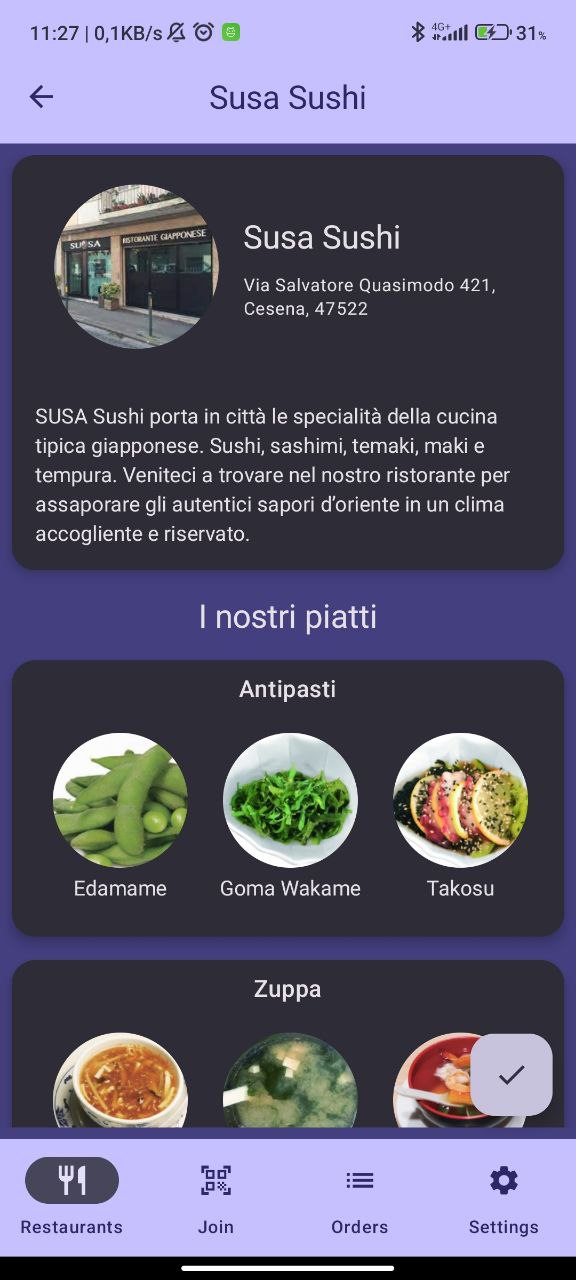 11:27 | 0,1KB/s 4G+ 31%
Susa Sushi
SUSA
RISTORANTE GIAPPONESE
Susa Sushi
Via Salvatore Quasimodo 421,
Cesena, 47522
SUSA Sushi porta in città le specialità della cucina
tipica giapponese. Sushi, sashimi, temaki, maki e
tempura. Veniteci a trovare nel nostro ristorante per
assaporare gli autentici sapori d’oriente in un clima
accogliente e riservato.
I nostri piatti
Antipasti
Edamame Goma Wakame Takosu
Zuppa
Restaurants Join Orders Settings